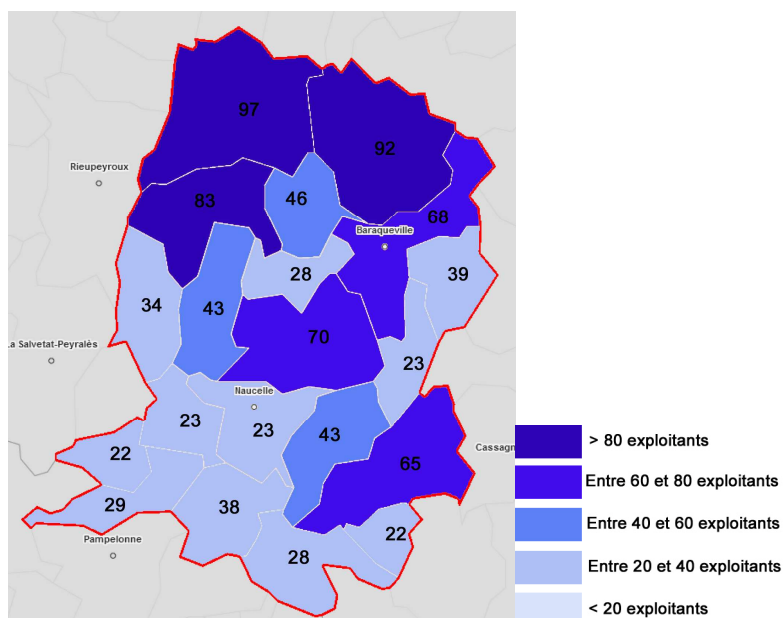 97
92
Rieupeyroux
83
46
68
Baraqueville
28
39
34
43
70
La Salvetat-Peyralès
23
Naucelle
23
23
43
> 80 exploitants
22
65
Cassagn
Entre 60 et 80 exploitants
29
38
Entre 40 et 60 exploitants
22
Pampelonne
28
Entre 20 et 40 exploitants
< 20 exploitants